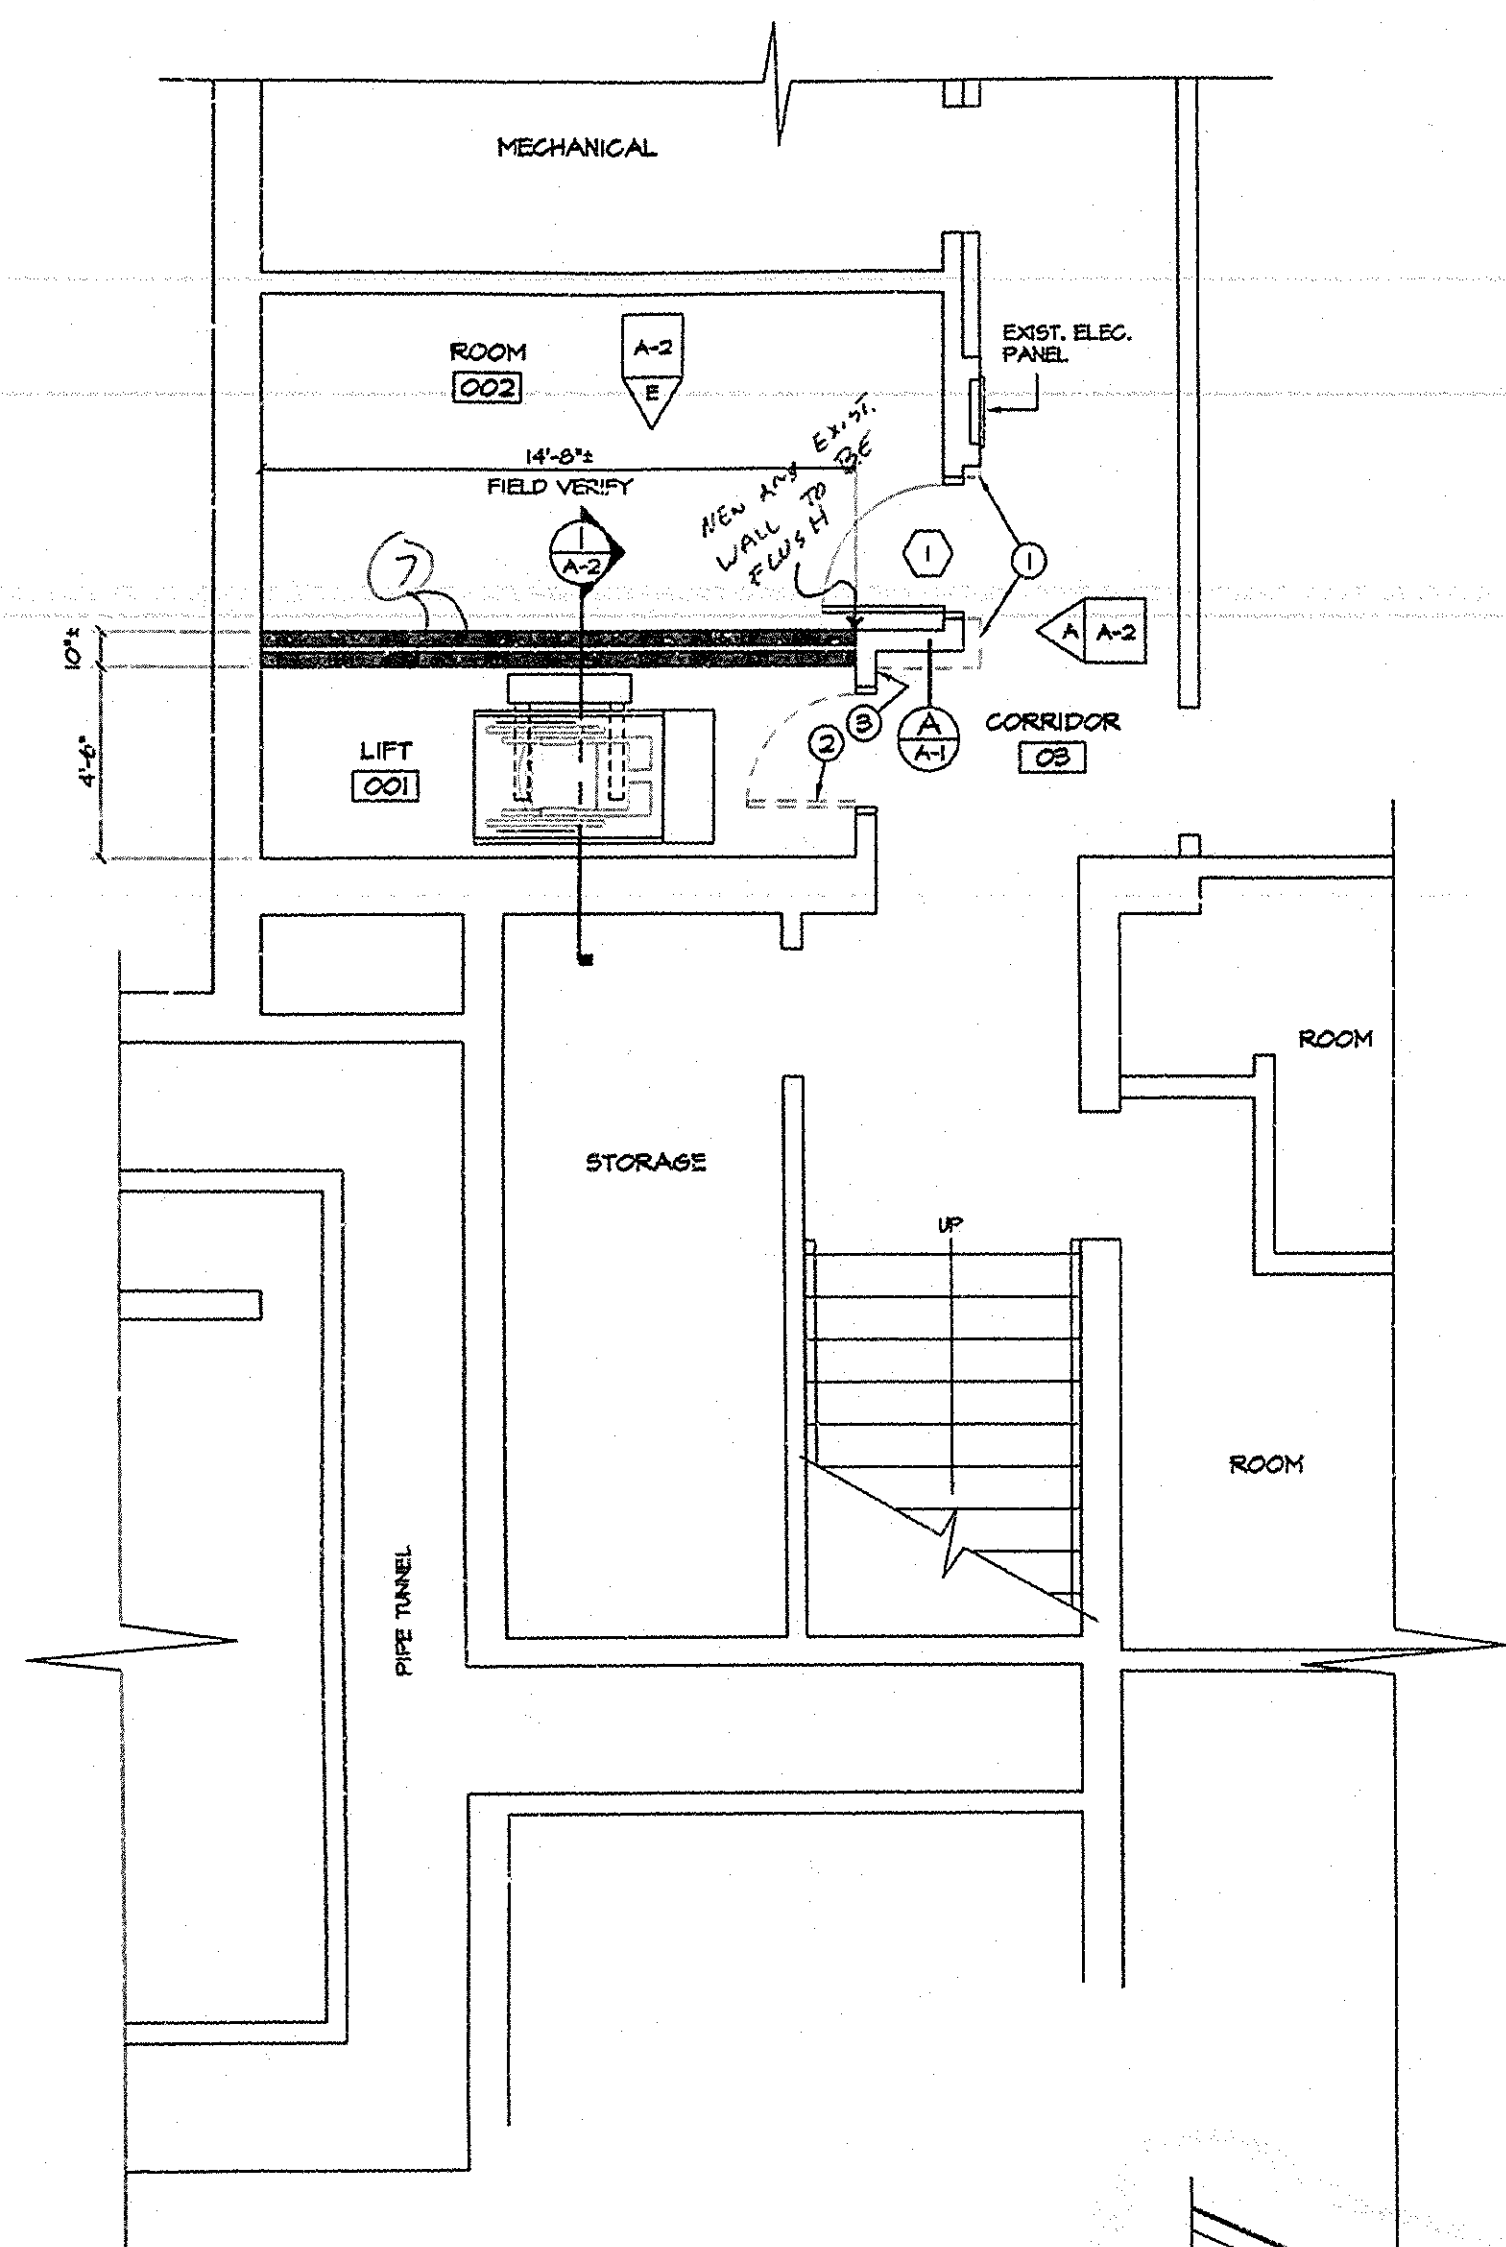 MECHANICAL
EXIST. ELEC.
PANEL
ROOM
002
A-2
E
14'-8"±
FIELD VERIFY
NEW AND EXIST.
WALL TO BE
FLUSH
1
A-2
7
1
1
10"±
A
A-2
4'-6"
LIFT
001
2
3
A
A-1
CORRIDOR
03
ROOM
STORAGE
UP
ROOM
PIPE TUNNEL